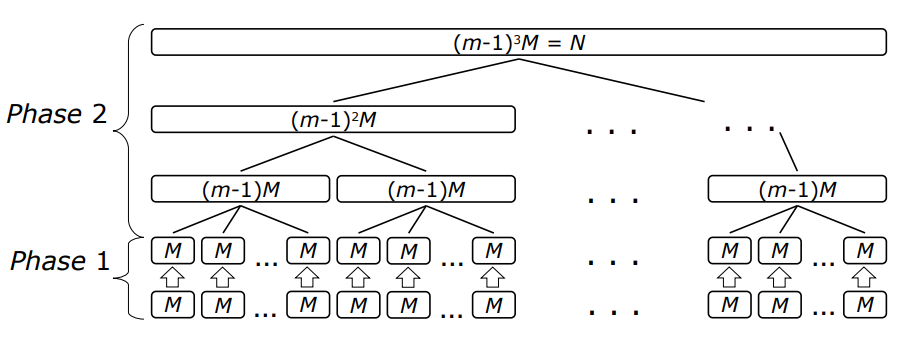 (m-1)³M = N
Phase 2
(m-1)²M
. . .
. . .
(m-1)M (m-1)M . . . (m-1)M
M M ... M M M ... M . . . M M ... M
Phase 1
M M ... M M M ... M . . . M M ... M